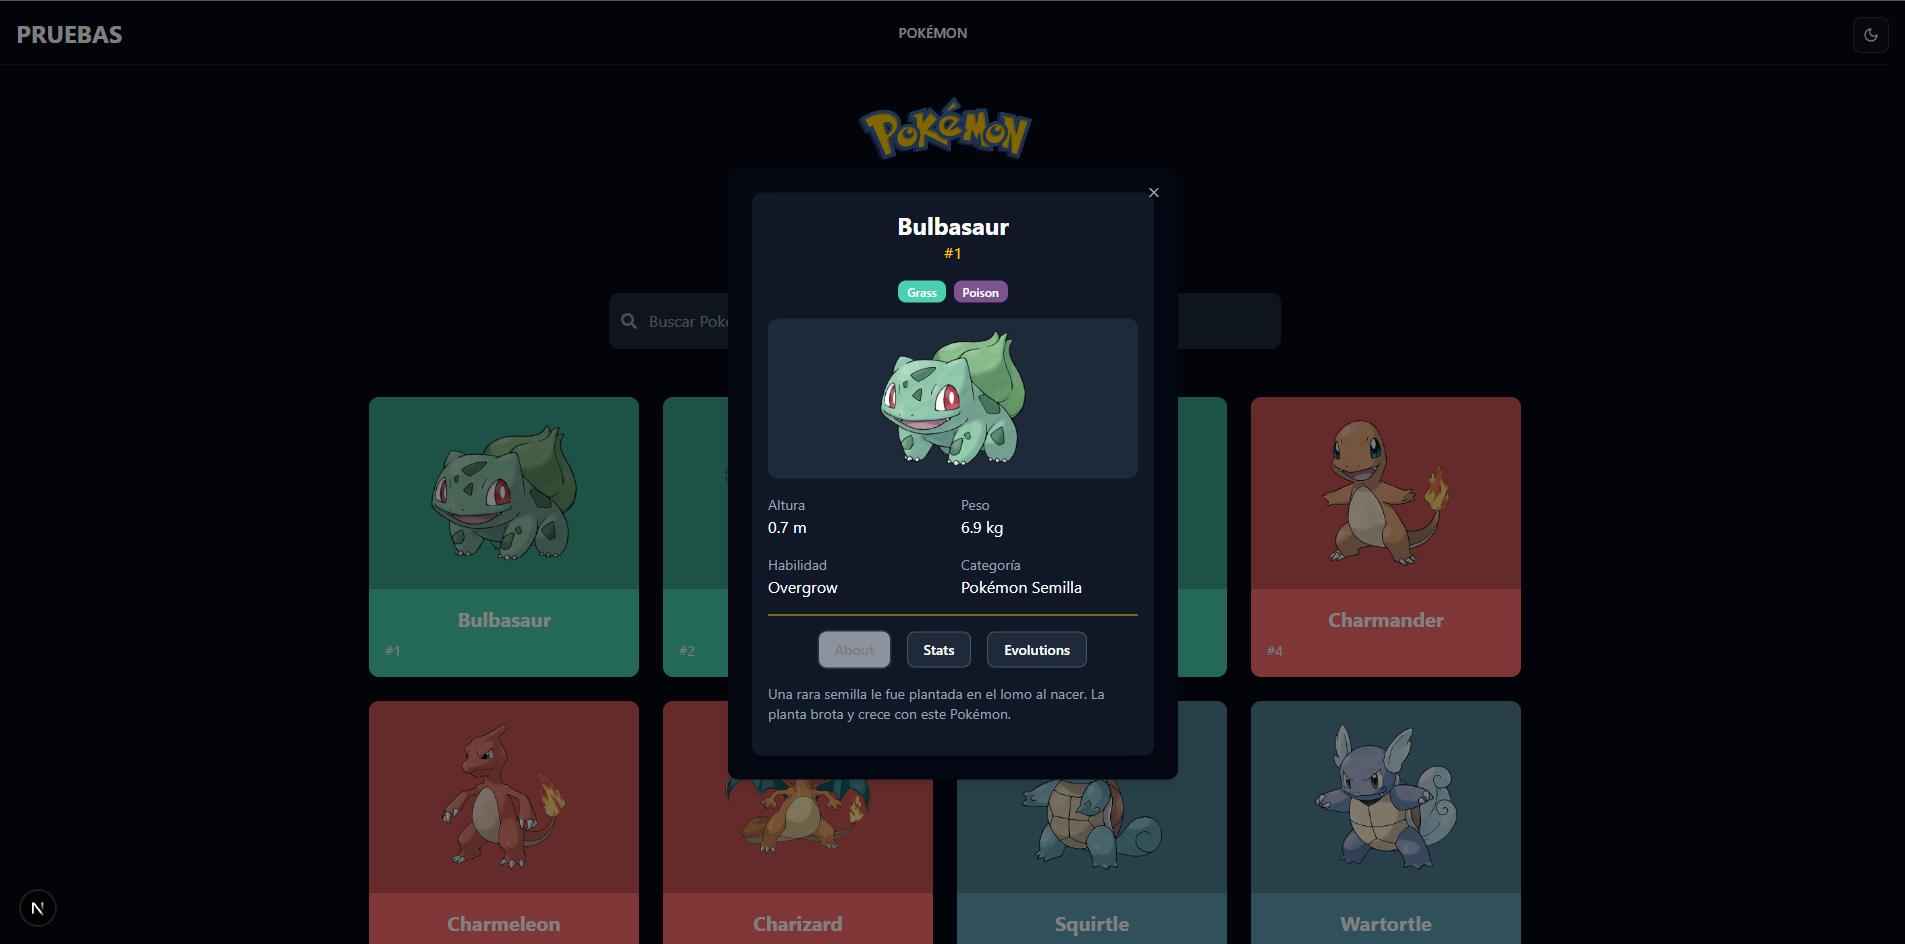 PRUEBAS
POKÉMON
POKéMON
Bulbasaur
#1
Grass Poison
Buscar Poké
Altura Peso
0.7 m 6.9 kg
Habilidad Categoría
Overgrow Pokémon Semilla
About Stats Evolutions
Una rara semilla le fue plantada en el lomo al nacer. La
planta brota y crece con este Pokémon.
Bulbasaur
#1
#2
Charmander
#4
Charmeleon
Charizard
Squirtle
Wartortle
N